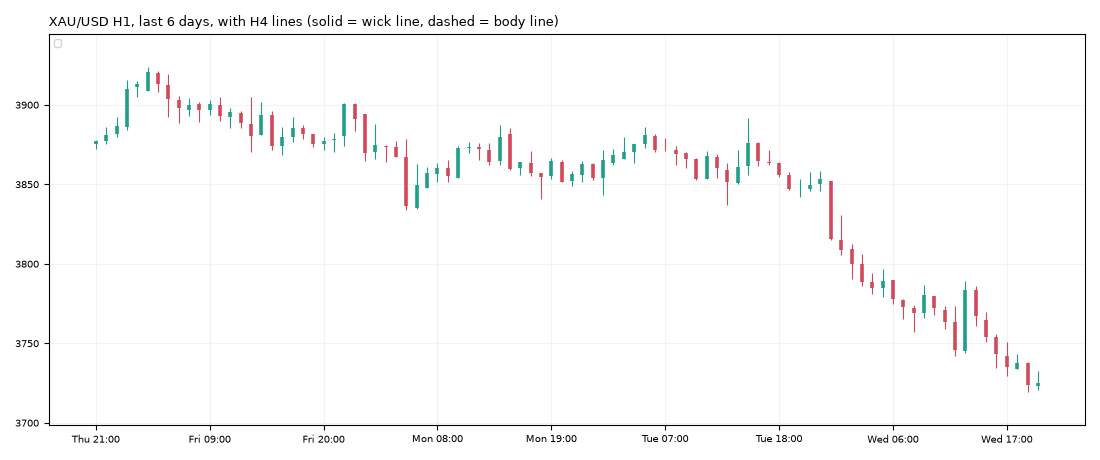 XAU/USD H1, last 6 days, with H4 lines (solid = wick line, dashed = body line)
3900
3850
3800
3750
3700
Thu 21:00 Fri 09:00 Fri 20:00 Mon 08:00 Mon 19:00 Tue 07:00 Tue 18:00 Wed 06:00 Wed 17:00